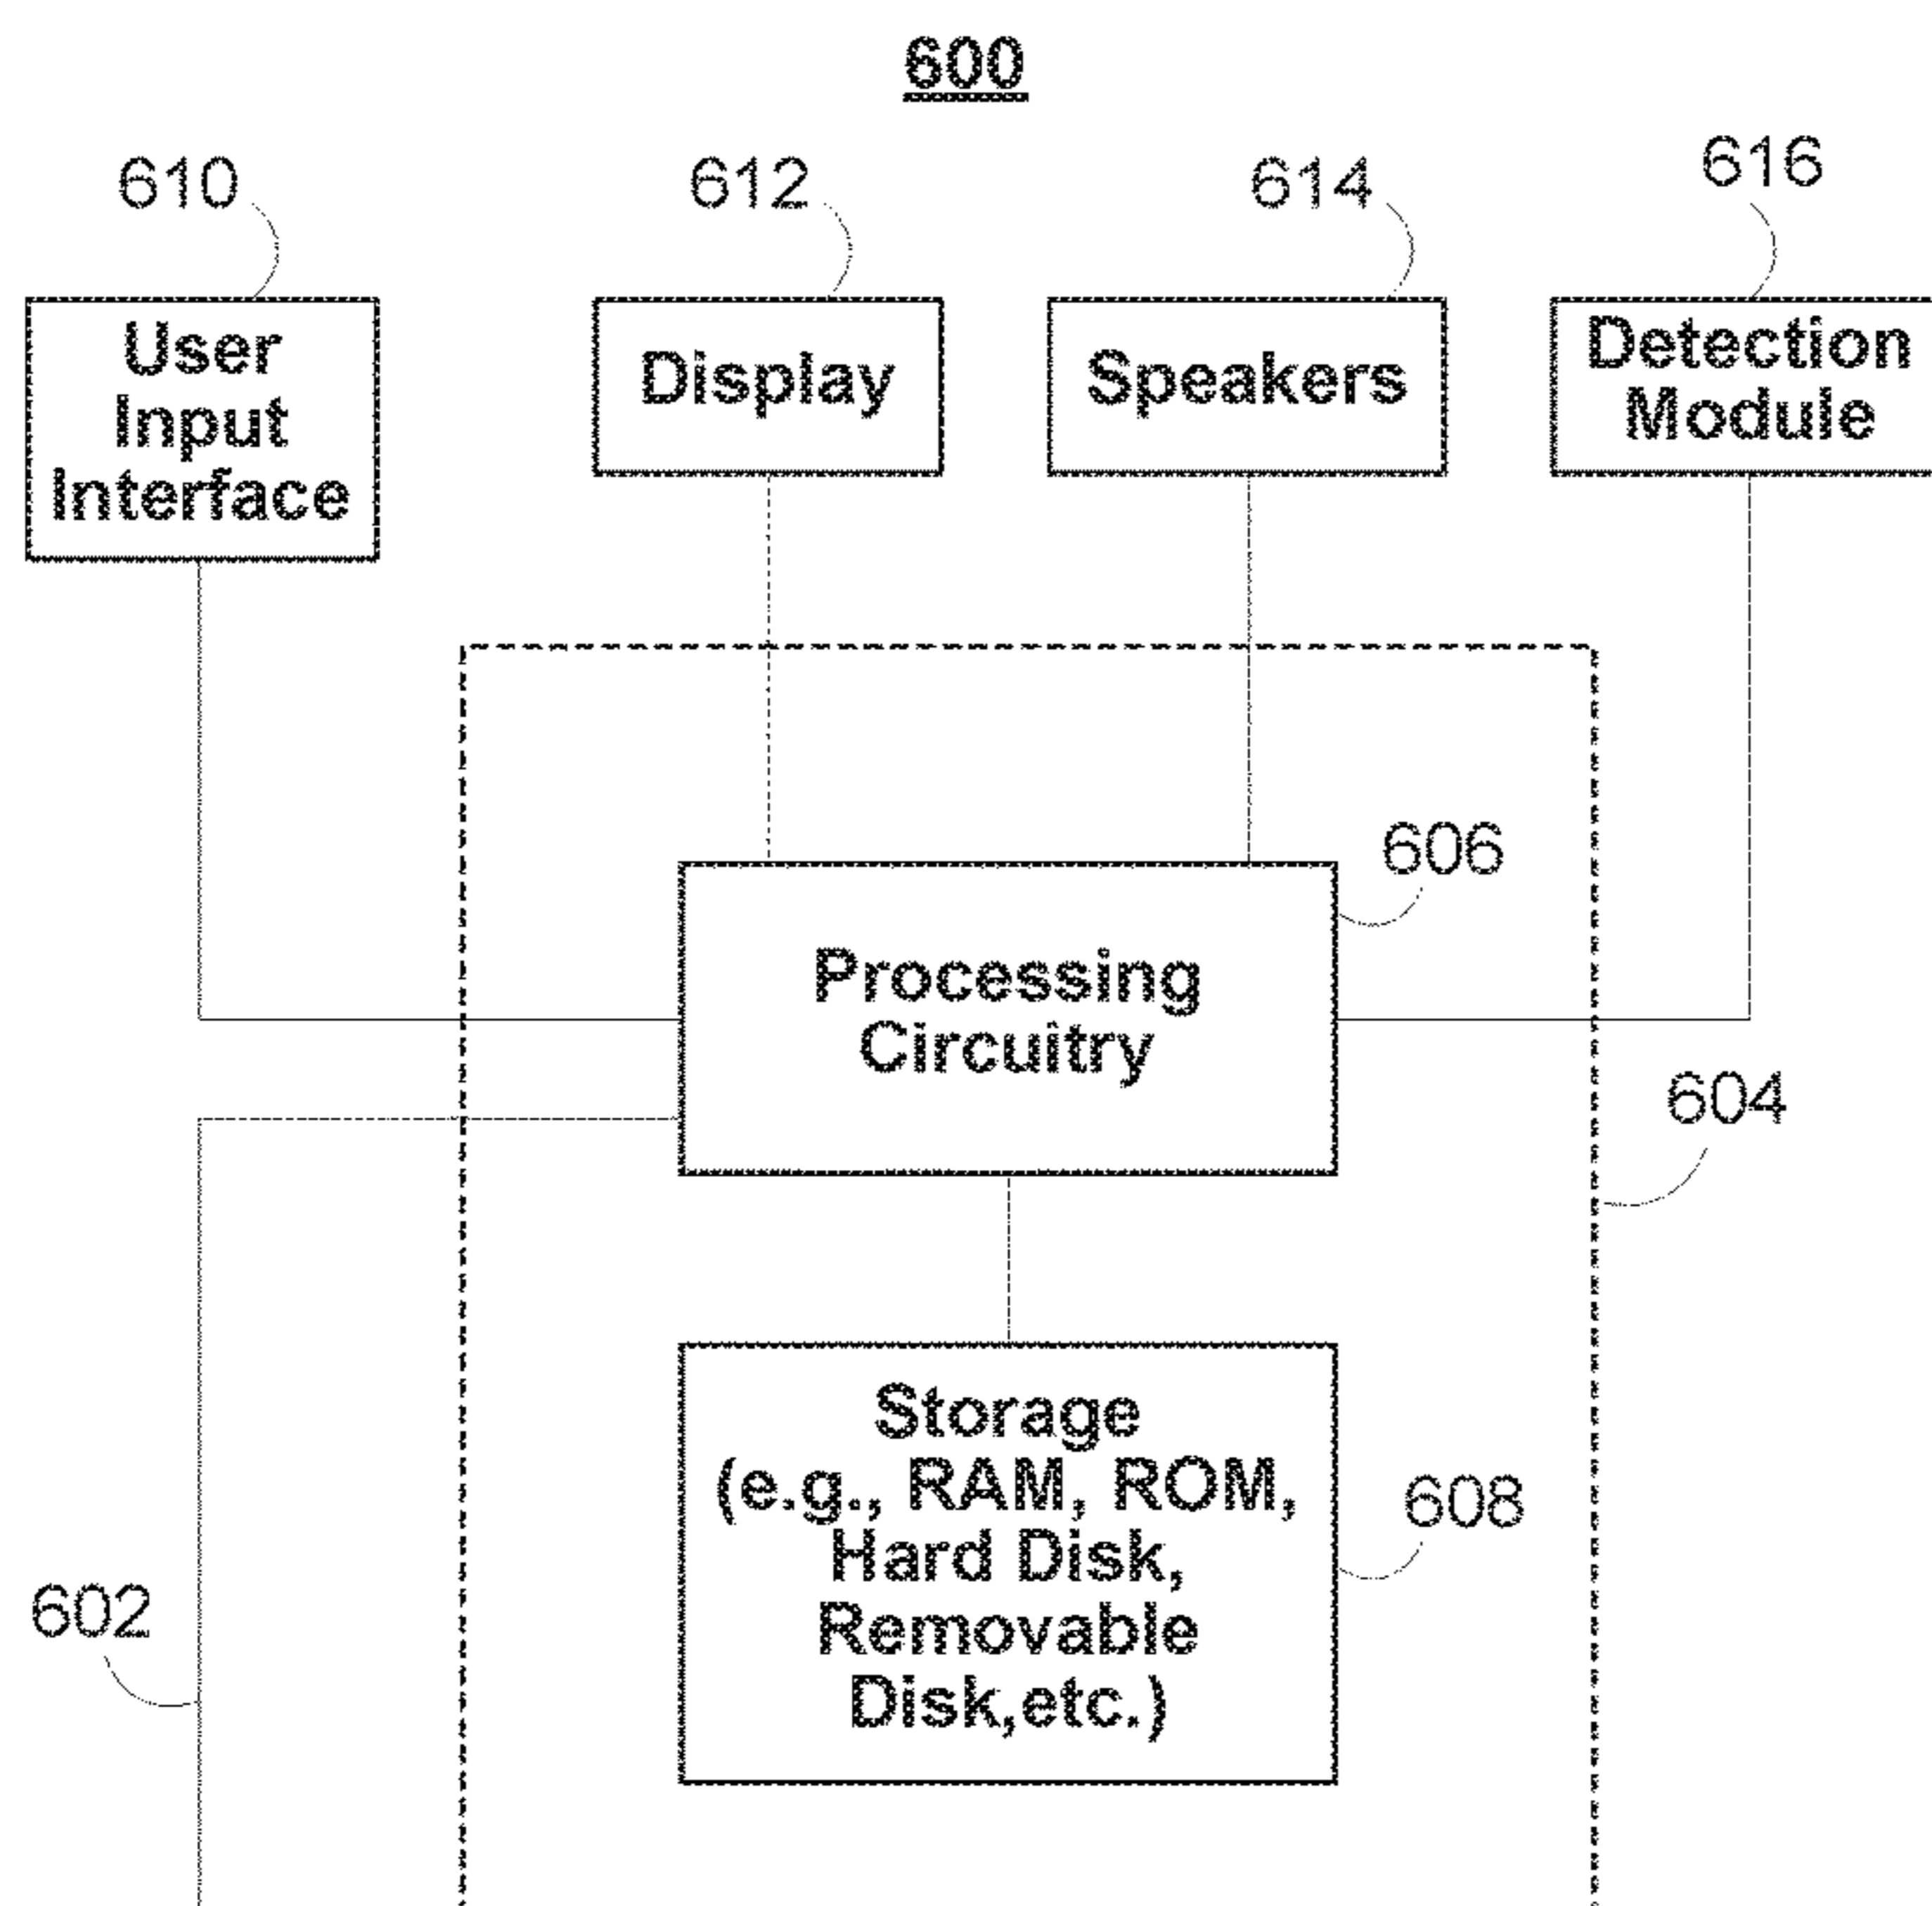 600
610
612
614
616
User
Input
Interface
Display
Speakers
Detection
Module
606
Processing
Circuitry
604
Storage
(e.g., RAM, ROM,
Hard Disk,
Removable
Disk,etc.)
608
602